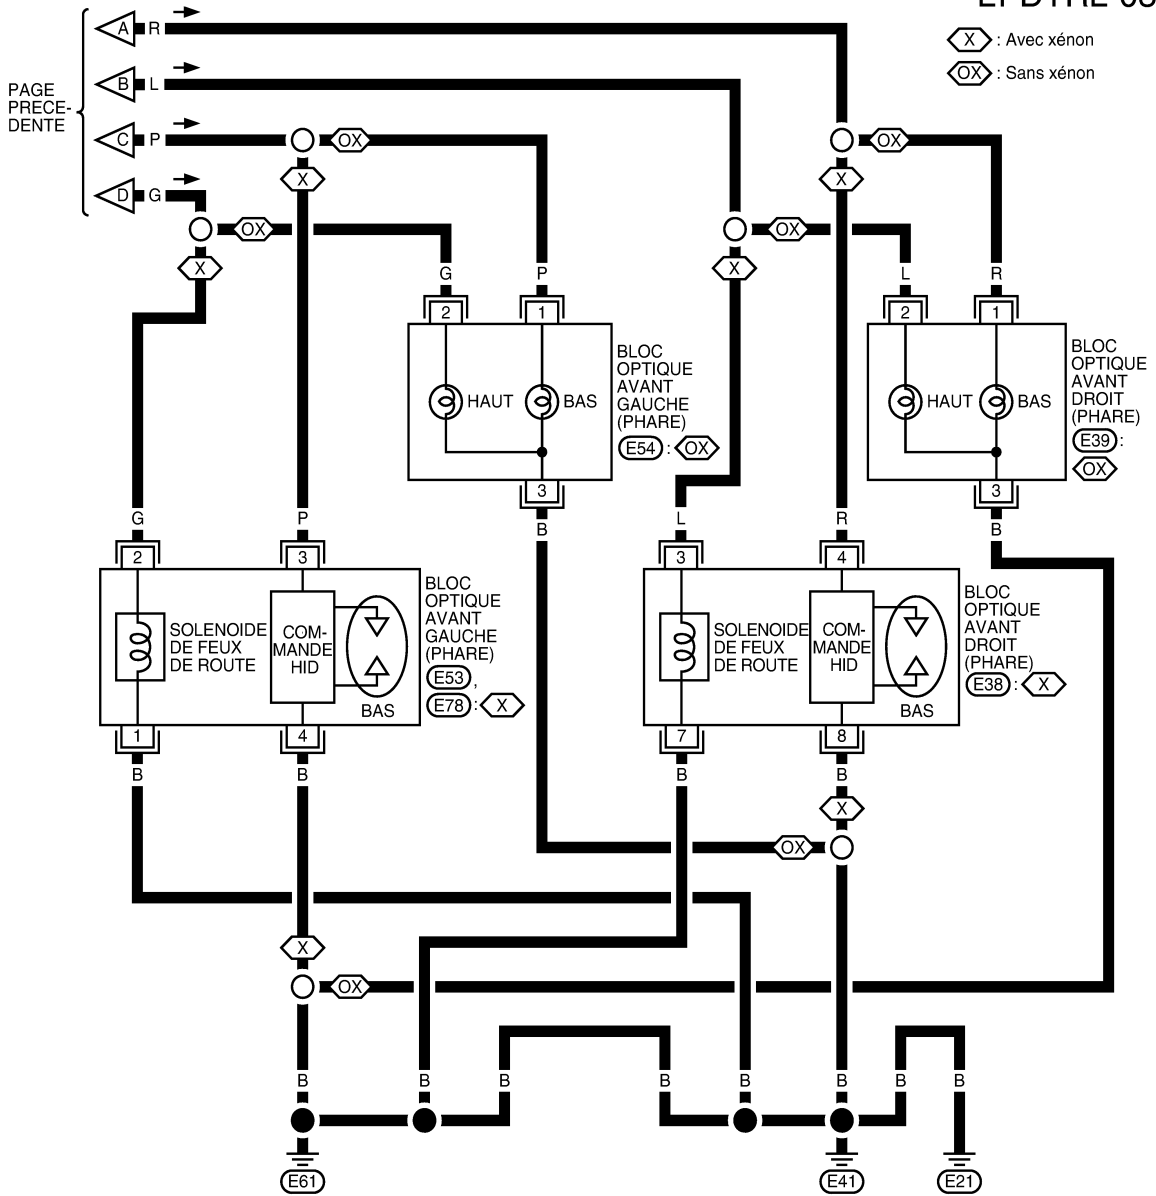 A R
X : Avec xénon
B L
OX : Sans xénon
PAGE
PRECE-
DENTE
C P
OX
OX
X
X
D G
OX
OX
X
X
G
P
L
R
2
1
2
1
BLOC
OPTIQUE
AVANT
GAUCHE
(PHARE)
E54 : OX
HAUT
BAS
BLOC
OPTIQUE
AVANT
DROIT
(PHARE)
E39 :
OX
HAUT
BAS
3
3
B
B
G
P
L
R
2
3
3
4
SOLENOIDE
DE FEUX
DE ROUTE
COM-
MANDE
HID
BAS
BLOC
OPTIQUE
AVANT
GAUCHE
(PHARE)
E53 ,
E78 : X
SOLENOIDE
DE FEUX
DE ROUTE
COM-
MANDE
HID
BAS
BLOC
OPTIQUE
AVANT
DROIT
(PHARE)
E38 : X
1
4
7
8
B
B
B
B
X
OX
X
OX
B
B
B
B
B
B
B
B
E61
E41
E21